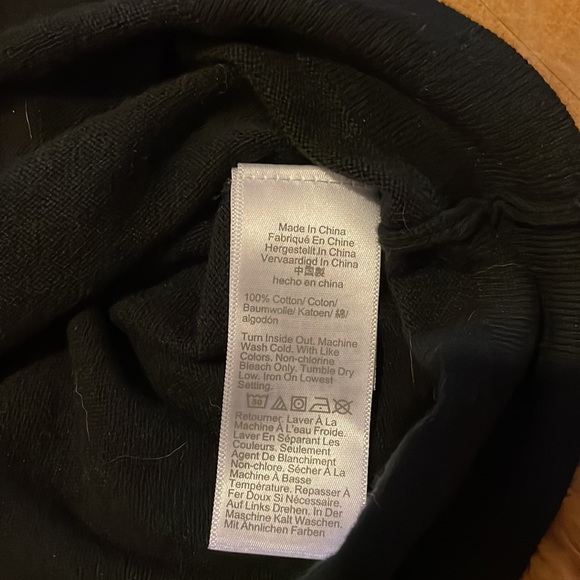 Made In China
Fabriqué En Chine
Hergestellt In China
Vervaardigd In China
中国製
hecho en china
100% Cotton/ Coton/
Baumwolle/ Katoen/ 綿/
algodón
Turn Inside Out. Machine
Wash Cold. With Like
Colors. Non-chlorine
Bleach Only. Tumble Dry
Low. Iron On Lowest
Setting.
Retourner. Laver À La
Machine À L'eau Froide.
Laver En Séparant Les
Couleurs. Seulement
Agent De Blanchiment
Non-chlore. Sécher À La
Machine À Basse
Température. Repasser À
Fer Doux Si Nécessaire.
Auf Links Drehen. In Der
Maschine Kalt Waschen.
Mit Ähnlichen Farben